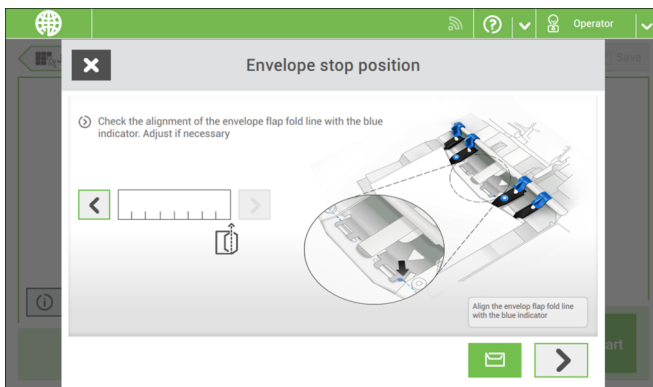 Operator
Save
Envelope stop position
Check the alignment of the envelope flap fold line with the blue
indicator. Adjust if necessary
Align the envelop flap fold line
with the blue indicator
art